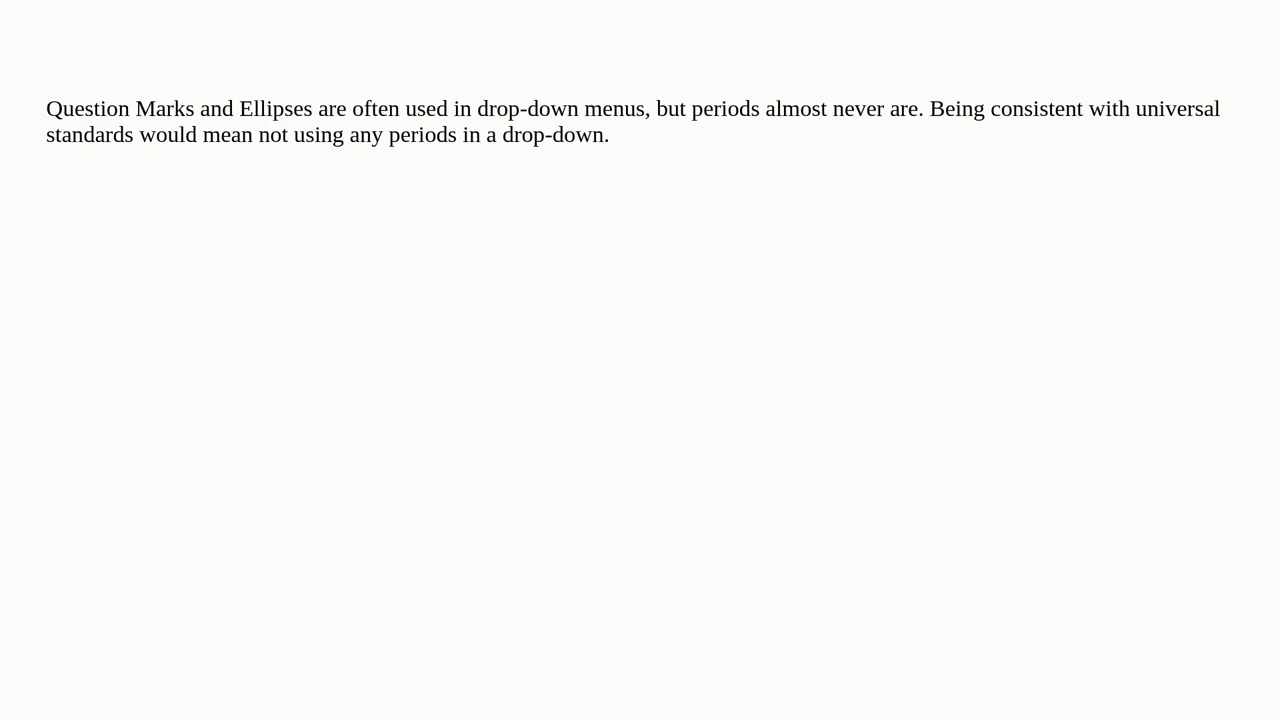 Question Marks and Ellipses are often used in drop-down menus, but periods almost never are. Being consistent with universal
standards would mean not using any periods in a drop-down.